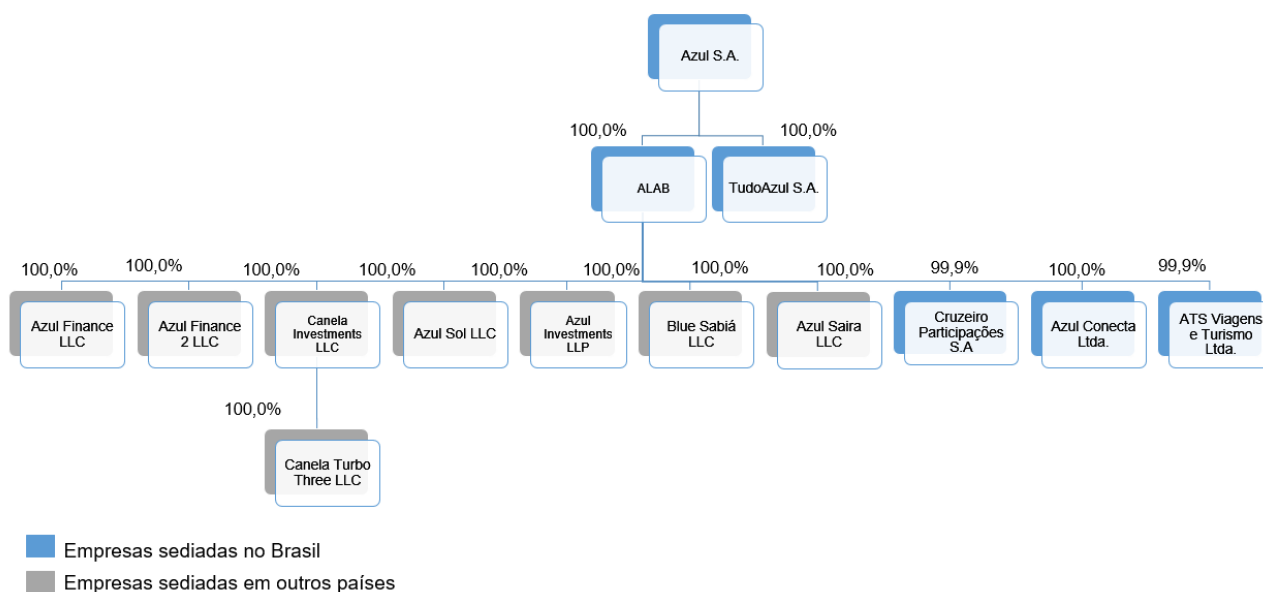 Azul S.A.
100,0%
100,0%
ALAB
TudoAzul S.A.
100,0%
100,0%
100,0%
100,0%
100,0%
100,0%
100,0%
100,0%
99,9%
100,0%
99,9%
Azul Finance
LLC
Azul Finance
2 LLC
Canela
Investments
LLC
Azul Sol LLC
Azul
Investments
LLP
Blue Sabiá
LLC
Azul Saira
LLC
Cruzeiro
Participações
S.A
Azul Conecta
Ltda.
ATS Viagens
e Turismo
Ltda.
100,0%
Canela Turbo
Three LLC
Empresas sediadas no Brasil
Empresas sediadas em outros países